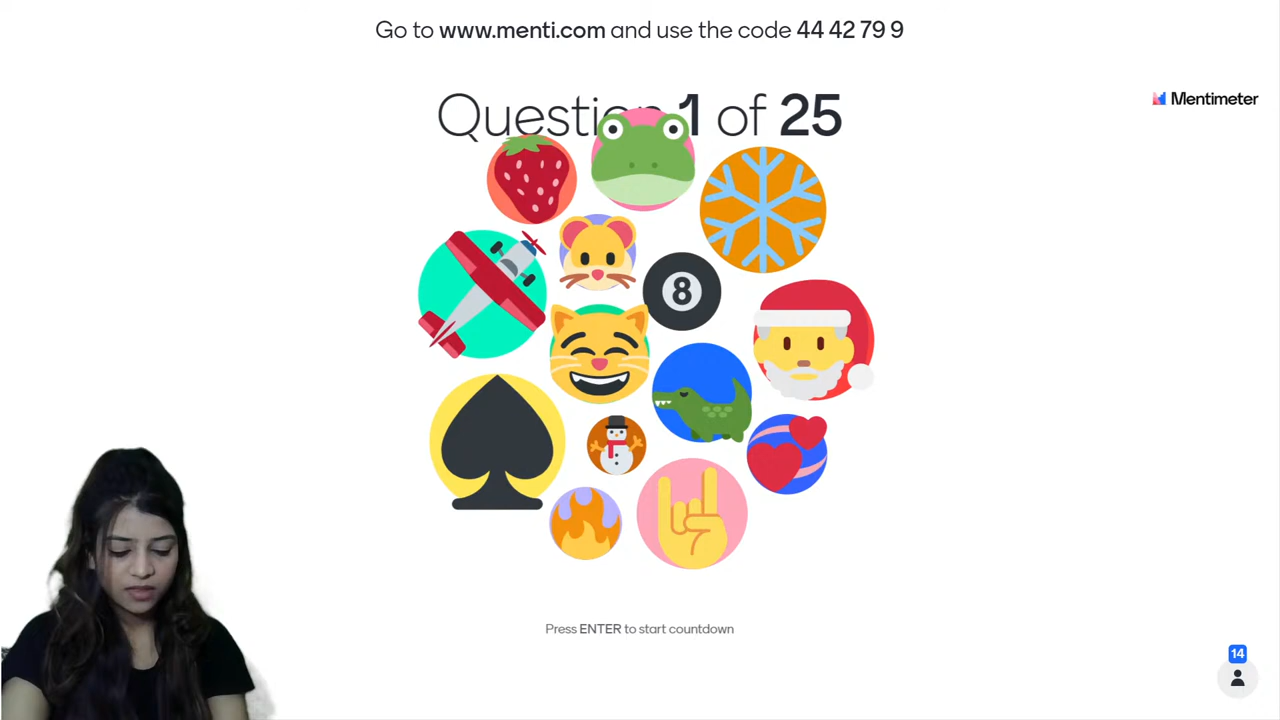 Go to www.menti.com and use the code 44 42 79 9
Mentimeter
Question 1 of 25
8
Press ENTER to start countdown
14